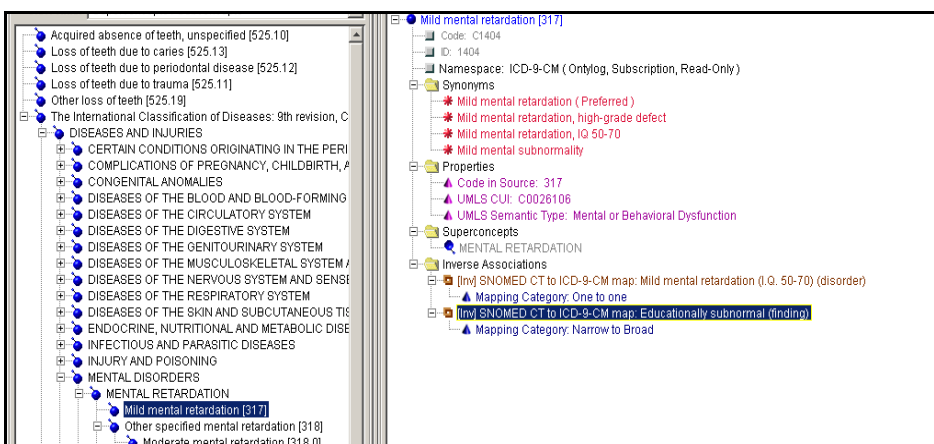 Acquired absence of teeth, unspecified [525.10]
Loss of teeth due to caries [525.13]
Loss of teeth due to periodontal disease [525.12]
Loss of teeth due to trauma [525.11]
Other loss of teeth [525.19]
The International Classification of Diseases: 9th revision, C
DISEASES AND INJURIES
CERTAIN CONDITIONS ORIGINATING IN THE PERI
COMPLICATIONS OF PREGNANCY, CHILDBIRTH, A
CONGENITAL ANOMALIES
DISEASES OF THE BLOOD AND BLOOD-FORMING
DISEASES OF THE CIRCULATORY SYSTEM
DISEASES OF THE DIGESTIVE SYSTEM
DISEASES OF THE GENITOURINARY SYSTEM
DISEASES OF THE MUSCULOSKELETAL SYSTEM
DISEASES OF THE NERVOUS SYSTEM AND SENSE
DISEASES OF THE RESPIRATORY SYSTEM
DISEASES OF THE SKIN AND SUBCUTANEOUS TIS
ENDOCRINE, NUTRITIONAL AND METABOLIC DISE
INFECTIOUS AND PARASITIC DISEASES
INJURY AND POISONING
MENTAL DISORDERS
MENTAL RETARDATION
Mild mental retardation [317]
Other specified mental retardation [318]
Moderate mental retardation [318.0]
Mild mental retardation [317]
Code: C1404
ID: 1404
Namespace: ICD-9-CM ( Ontylog, Subscription, Read-Only )
Synonyms
Mild mental retardation ( Preferred )
Mild mental retardation, high-grade defect
Mild mental retardation, IQ 50-70
Mild mental subnormality
Properties
Code in Source: 317
UMLS CUI: C0026106
UMLS Semantic Type: Mental or Behavioral Dysfunction
Superconcepts
MENTAL RETARDATION
Inverse Associations
[Inv] SNOMED CT to ICD-9-CM map: Mild mental retardation (I.Q. 50-70) (disorder)
Mapping Category: One to one
[Inv] SNOMED CT to ICD-9-CM map: Educationally subnormal (finding)
Mapping Category: Narrow to Broad